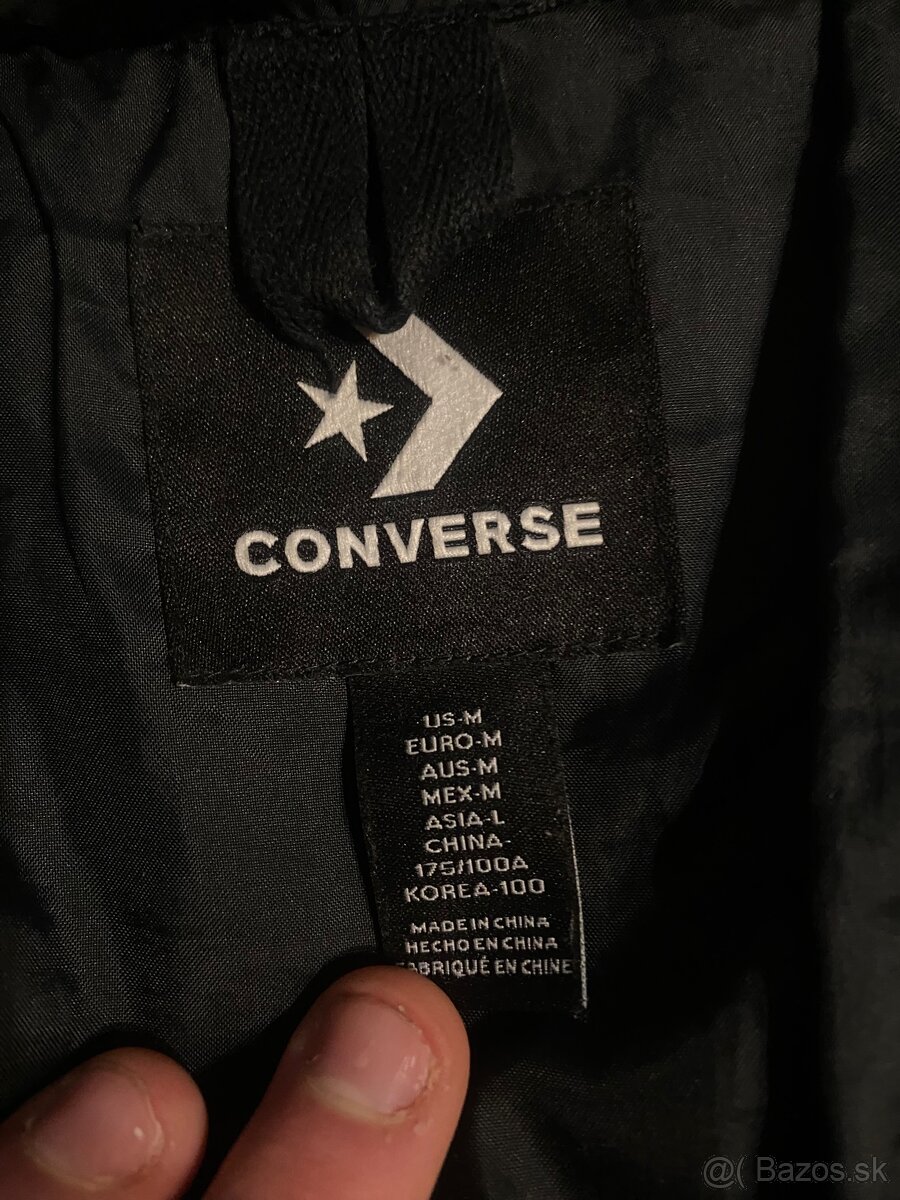 CONVERSE
US-M
EURO-M
AUS-M
MEX-M
ASIA-L
CHINA-
175/100A
KOREA-100
MADE IN CHINA
HECHO EN CHINA
FABRIQUÉ EN CHINE
@( Bazos.sk